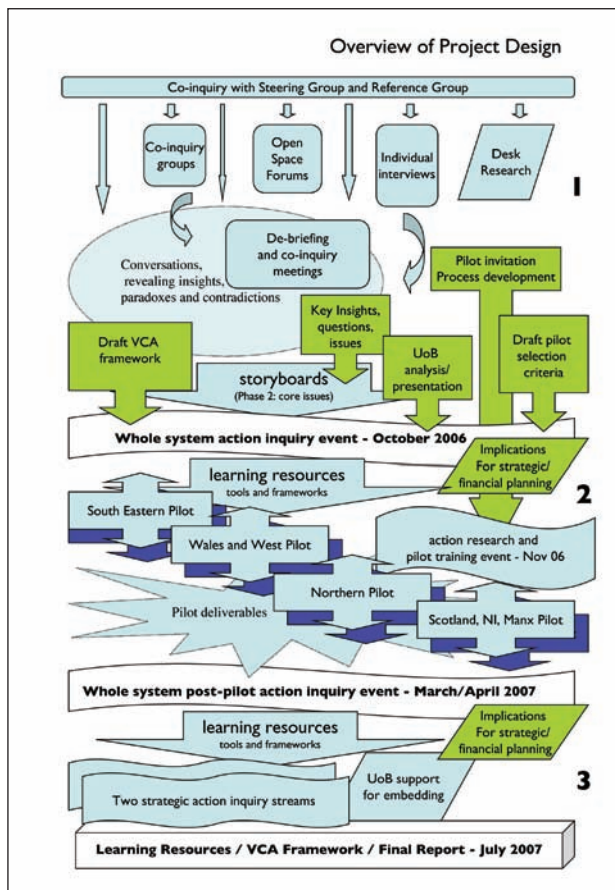 Overview of Project Design
Co-inquiry with Steering Group and Reference Group
Co-inquiry
groups
Open
Space
Forums
Individual
interviews
Desk
Research
1
De-briefing
and co-inquiry
meetings
Conversations,
revealing insights,
paradoxes and contradictions
Pilot invitation
Process development
Key Insights,
questions,
issues
Draft VCA
framework
UoB
analysis/
presentation
Draft pilot
selection
criteria
storyboards
(Phase 2: core issues)
Whole system action inquiry event - October 2006
Implications
For strategic/
financial planning
2
learning resources
tools and frameworks
South Eastern Pilot
Wales and West Pilot
action research and
pilot training event - Nov 06
Northern Pilot
Pilot deliverables
Scotland, NI, Manx Pilot
Whole system post-pilot action inquiry event - March/April 2007
Implications
For strategic/
financial planning
learning resources
tools and frameworks
3
UoB support
for embedding
Two strategic action inquiry streams
Learning Resources / VCA Framework / Final Report - July 2007